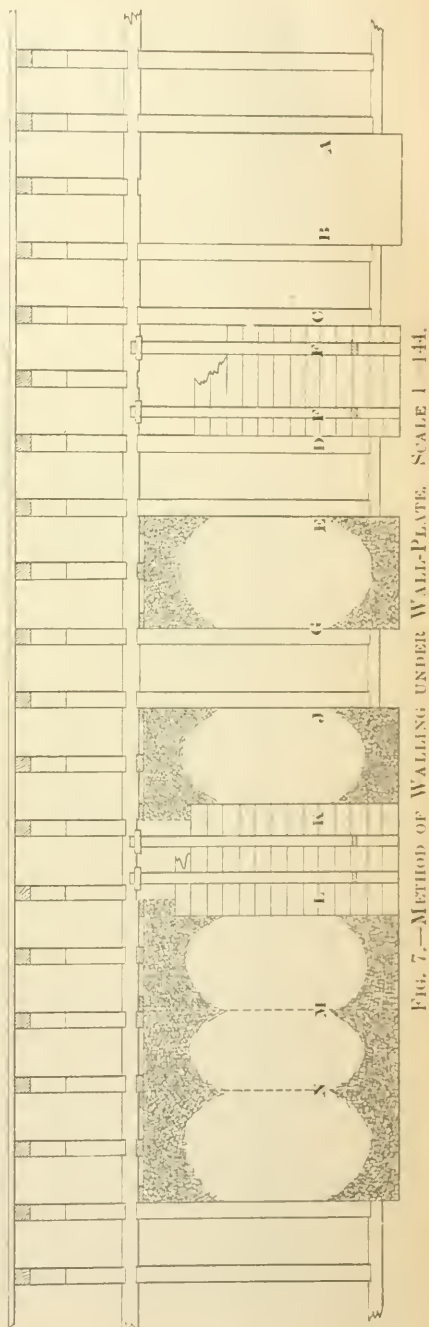 N M L K J G E D F F C B A
FIG. 7.—METHOD OF WALLING UNDER WALL-PLATE. SCALE 1 144.